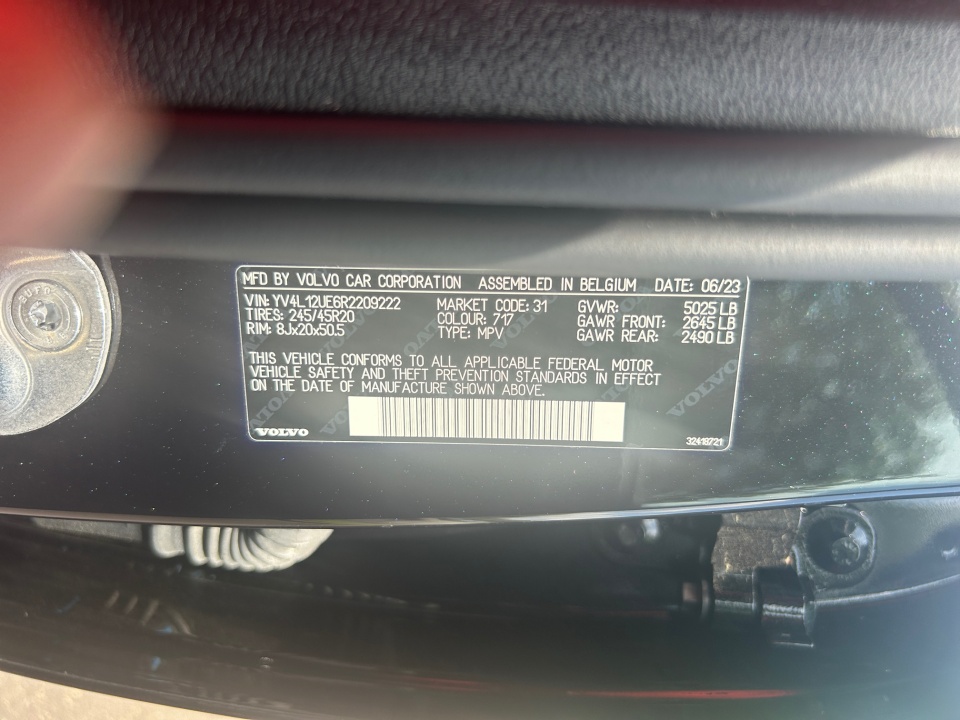 MFD BY VOLVO CAR CORPORATION ASSEMBLED IN BELGIUM DATE: 06/23
VIN: YV4L12UE6R2209222 MARKET CODE: 31 GVWR: 5025 LB
TIRES: 245/45R20 COLOUR: 717 GAWR FRONT: 2645 LB
RIM: 8Jx20x50.5 TYPE: MPV GAWR REAR: 2490 LB
THIS VEHICLE CONFORMS TO ALL APPLICABLE FEDERAL MOTOR
VEHICLE SAFETY AND THEFT PREVENTION STANDARDS IN EFFECT
ON THE DATE OF MANUFACTURE SHOWN ABOVE.
VOLVO
32418721
VOLVO